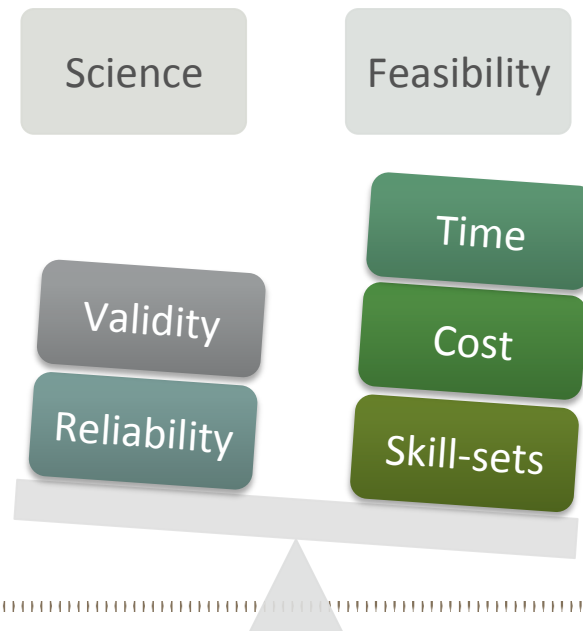 Science
Feasibility
Time
Validity
Cost
Reliability
Skill-sets